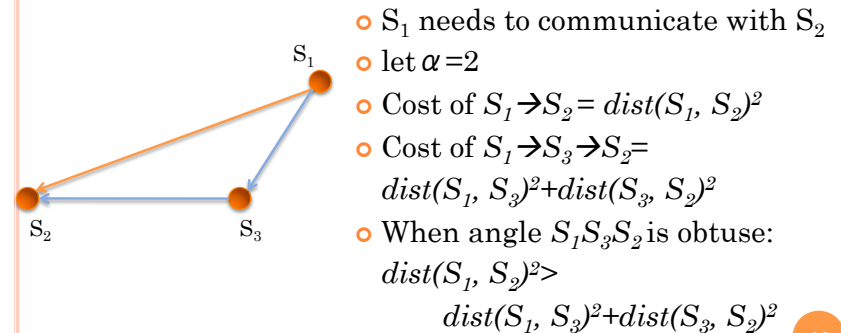 S₁
S₂
S₃
S₁ needs to communicate with S₂
let α=2
Cost of S₁→S₂= dist(S₁, S₂)²
Cost of S₁→S₃→S₂=
dist(S₁, S₃)²+dist(S₃, S₂)²
When angle S₁S₃S₂ is obtuse:
dist(S₁, S₂)²>
dist(S₁, S₃)²+dist(S₃, S₂)²